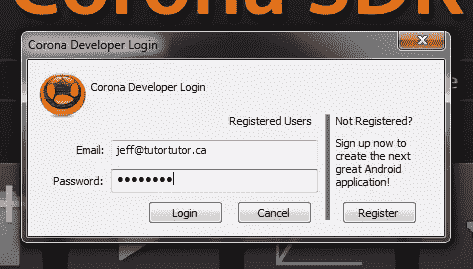 Corona SDK
Corona Developer Login
Corona Developer Login
Registered Users
Email: jeff@tutortutor.ca
Password: ••••••••
Login
Cancel
Not Registered?
Sign up now to
create the next
great Android
application!
Register